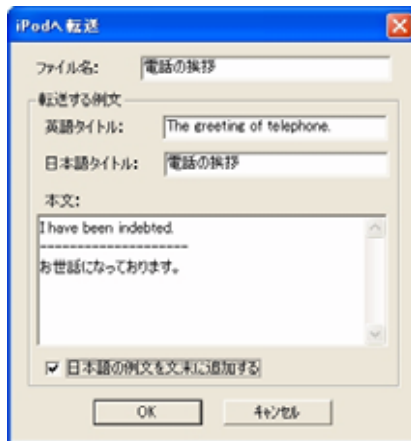 iPodへ転送
ファイル名: 電話の挨拶
転送する例文
英語タイトル: The greeting of telephone.
日本語タイトル: 電話の挨拶
本文:
I have been indebted.
--------------------
お世話になっております。
日本語の例文を文末に追加する
OK キャンセル